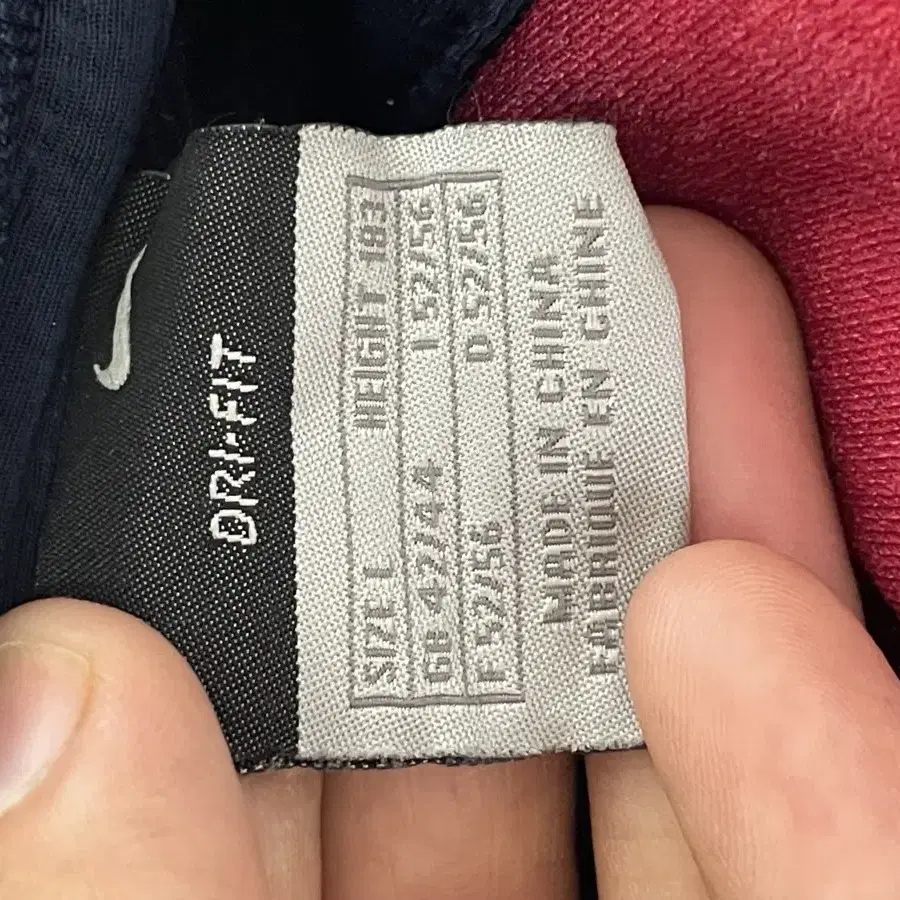 DRI-FIT
SIZE L HEIGHT 183
GB 42/44 I 52/56
F 52/56 D 52/56
MADE IN CHINA
FABRIQUE EN CHINE